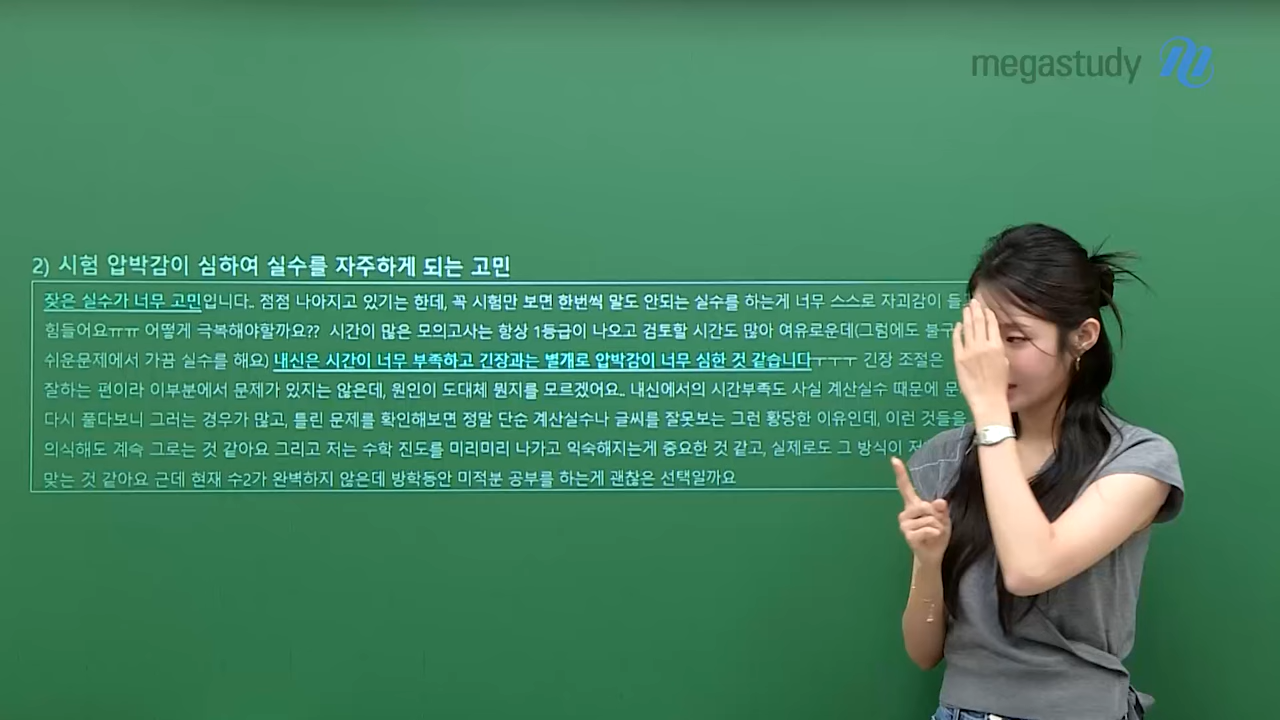 megastudy
2) 시험 압박감이 심하여 실수를 자주하게 되는 고민
잦은 실수가 너무 고민입니다.. 점점 나아지고 있기는 한데, 꼭 시험만 보면 한번씩 말도 안되는 실수를 하는게 너무 스스로 자괴감이
힘들어요ㅠㅠ 어떻게 극복해야할까요?? 시간이 많은 모의고사는 항상 1등급이 나오고 검토할 시간도 많아 여유로운데(그럼에도
쉬운문제에서 가끔 실수를 해요) 내신은 시간이 너무 부족하고 긴장과는 별개로 압박감이 너무 심한 것 같습니다ㅜㅜㅜ 긴장 조절은
잘하는 편이라 이부분에서 문제가 있지는 않은데, 원인이 도대체 뭔지를 모르겠어요.. 내신에서의 시간부족도 사실 계산실수 때문에
다시 풀다보니 그러는 경우가 많고, 틀린 문제를 확인해보면 정말 단순 계산실수나 글씨를 잘못보는 그런 황당한 이유인데, 이런 것들을
의식해도 계속 그로는 것 같아요 그리고 저는 수학 진도를 미리미리 나가고 익숙해지는게 중요한 것 같고, 실제로도 그 방식이
맞는 것 같아요 근데 현재 수2가 완벽하지 않은데 방학동안 미적분 공부를 하는게 괜찮은 선택일까요